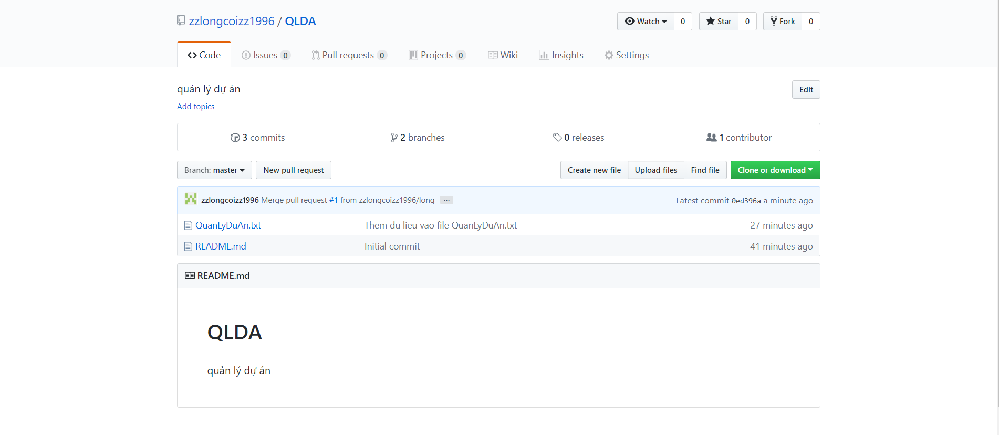 zzlongcoizz1996 / QLDA
Watch 0 Star 0 Fork 0
Code Issues 0 Pull requests 0 Projects 0 Wiki Insights Settings
quản lý dự án
Edit
Add topics
3 commits 2 branches 0 releases 1 contributor
Branch: master New pull request Create new file Upload files Find file Clone or download
zzlongcoizz1996 Merge pull request #1 from zzlongcoizz1996/long ... Latest commit 0ed396a a minute ago
QuanLyDuAn.txt Them du lieu vao file QuanLyDuAn.txt 27 minutes ago
README.md Initial commit 41 minutes ago
README.md
QLDA
quản lý dự án